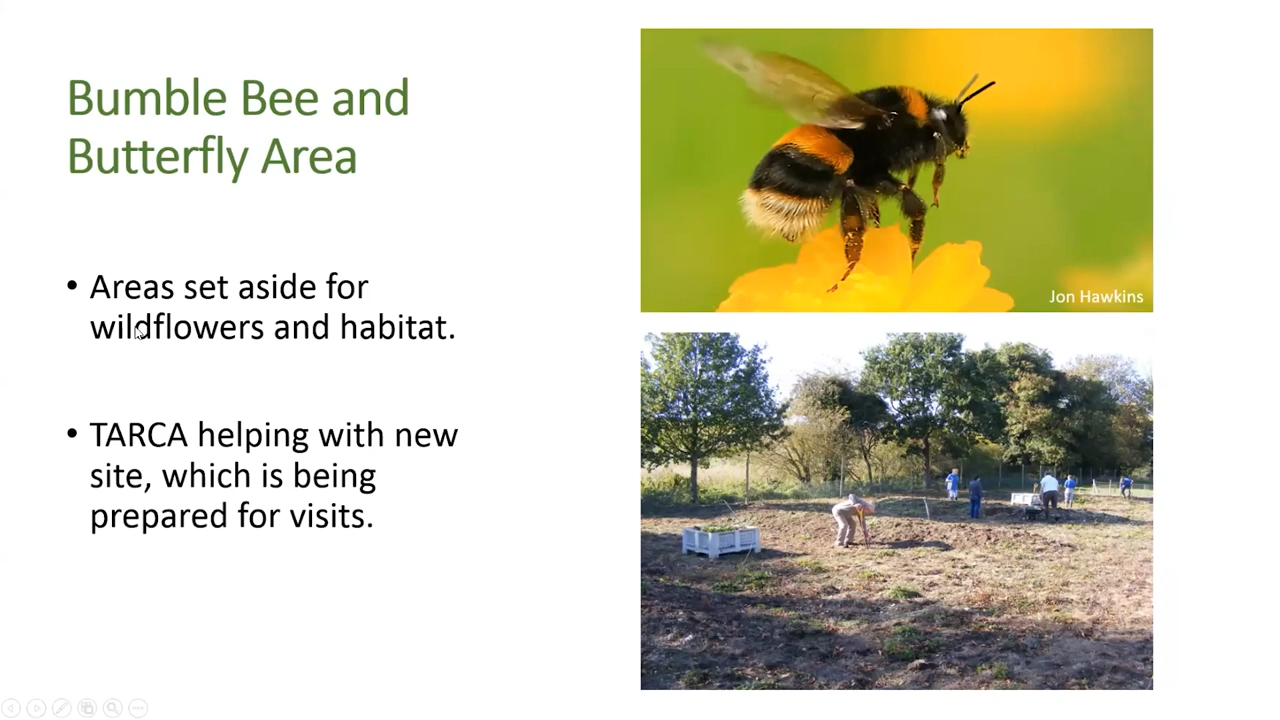 Bumble Bee and
Butterfly Area
• Areas set aside for
wildflowers and habitat.
• TARCA helping with new
site, which is being
prepared for visits.
Jon Hawkins